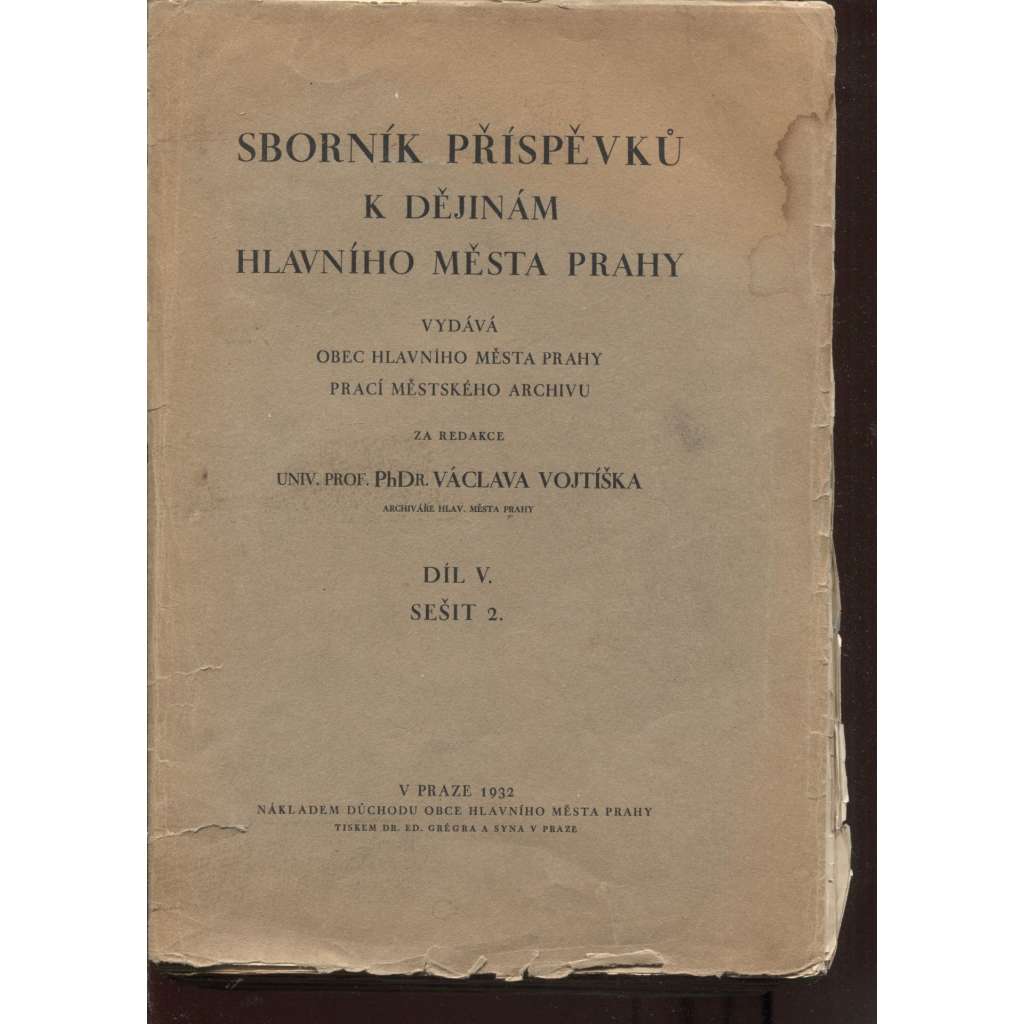 SBORNÍK PŘÍSPĚVKŮ
K DĚJINÁM
HLAVNÍHO MĚSTA PRAHY
VYDÁVÁ
OBEC HLAVNÍHO MĚSTA PRAHY
PRACÍ MĚSTSKÉHO ARCHIVU
ZA REDAKCE
UNIV. PROF. PhDR. VÁCLAVA VOJTÍŠKA
ARCHIVÁŘE HLAV. MĚSTA PRAHY
DÍL V.
SEŠIT 2.
V PRAZE 1932
NÁKLADEM DŮCHODU OBCE HLAVNÍHO MĚSTA PRAHY
TISKEM DR. ED. GRÉGRA A SYNA V PRAZE